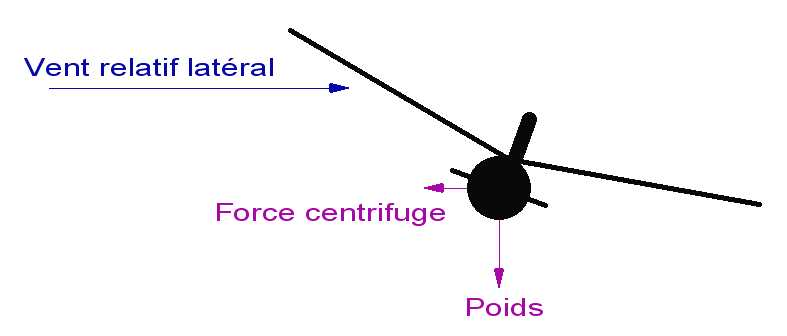 Vent relatif latéral
Force centrifuge
Poids